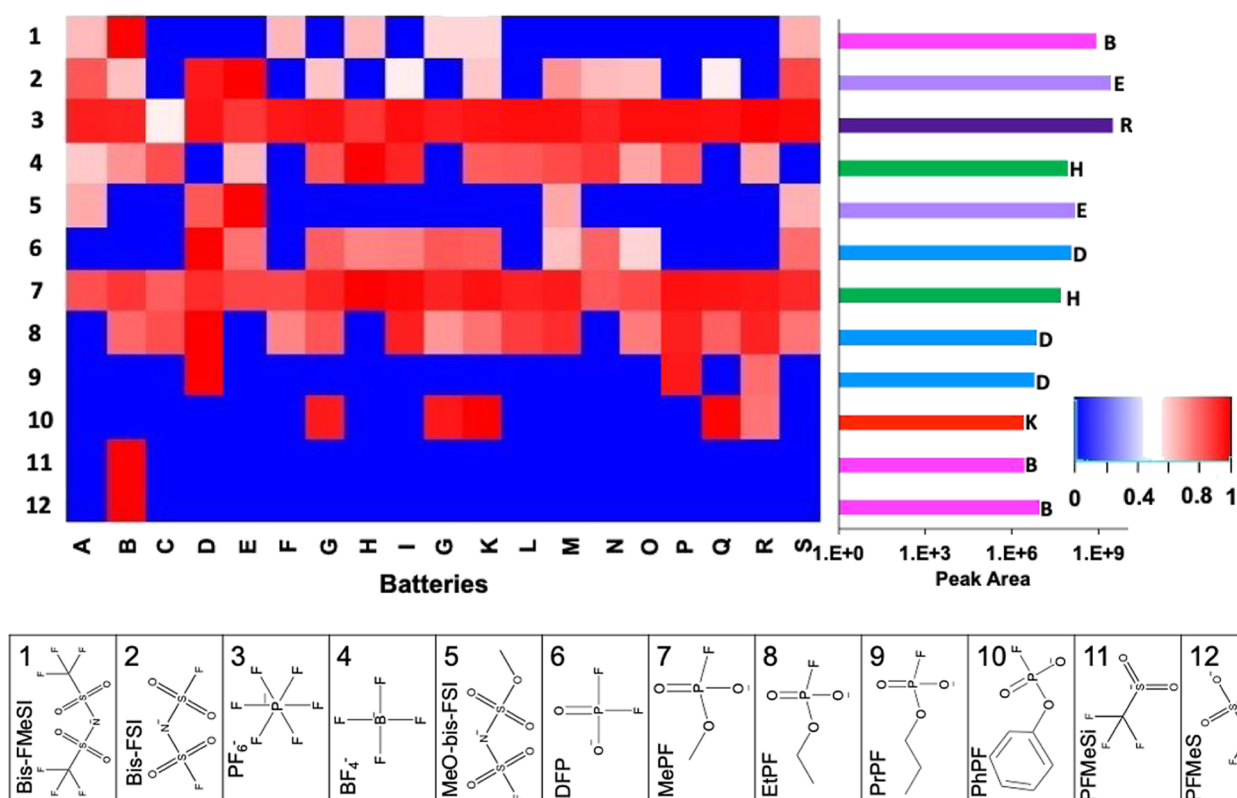 1
2
3
4
5
6
7
8
9
10
11
12
B
E
R
H
E
D
H
D
D
K
B
B
0 0.4 0.8 1
A B C D E F G H I G K L M N O P Q R S
Batteries
1.E+0 1.E+3 1.E+6 1.E+9
Peak Area
1 2 3 4 5 6 7 8 9 10 11 12
Bis-FMeSI
Bis-FSI
PF6-
BF4-
MeO-bis-FSI
DFP
MePF
EtPF
PrPF
PhPF
PFMeSi
PFMeS